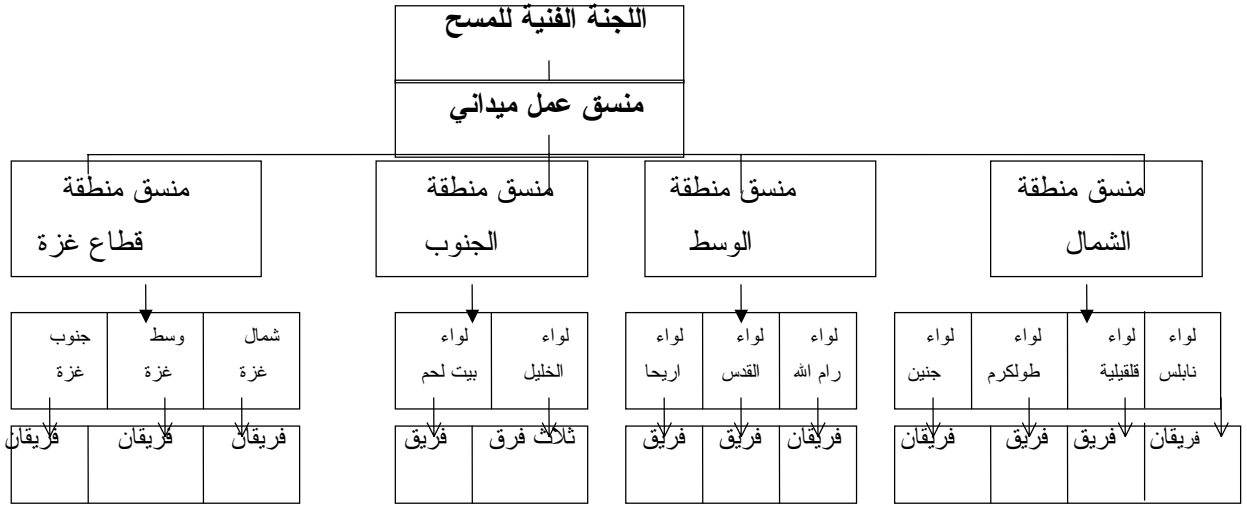 اللجنة الفنية للمسح
منسق عمل ميداني
منسق منطقة
الشمال
منسق منطقة
الوسط
منسق منطقة
الجنوب
منسق منطقة
قطاع غزة
لواء
نابلس
لواء
قلقيلية
لواء
طولكرم
لواء
جنين
لواء
رام الله
لواء
القدس
لواء
اريحا
لواء
الخليل
لواء
بيت لحم
شمال
غزة
وسط
غزة
جنوب
غزة
فريقان
فريق
فريق
فريقان
فريقان
فريق
فريق
ثلاث فرق
فريق
فريقان
فريقان
فريقان